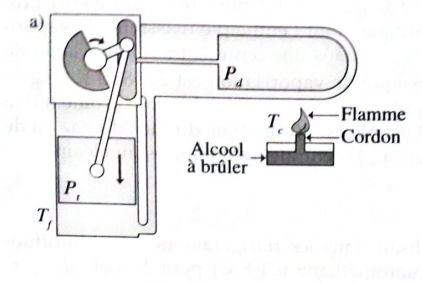 a)
P_d
T_c
Flamme
Cordon
Alcool
à brûler
P_t
T_f